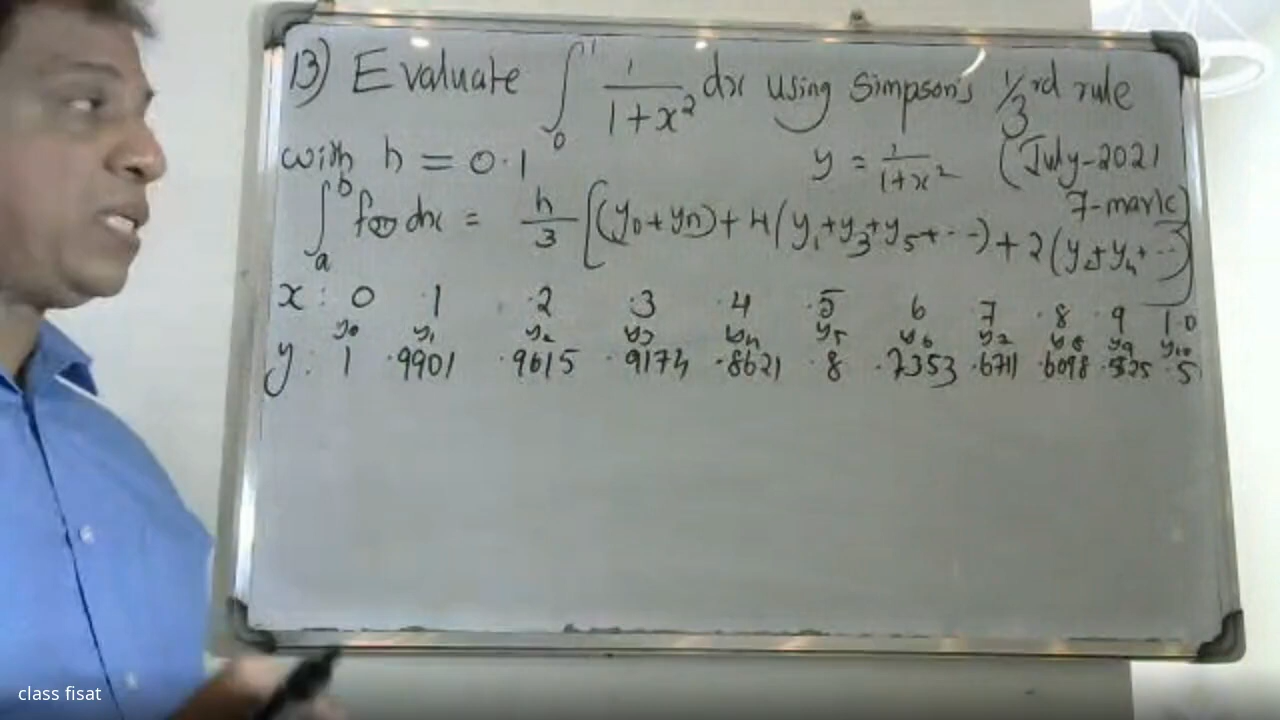 13) Evaluate ∫₀¹ 1/(1+x²) dx using Simpson's 1/3rd rule
with h = 0.1 y = 1/(1+x²) (July-2021
7-mark)
∫ₐᵇ f(x) dx = h/3 [(y₀+yn)+4(y₁+y₃+y₅+...)+2(y₂+y₄+...)]
x : 0 .1 .2 .3 .4 .5 6 7 .8 9 1.0
y₀ y₁ y₂ y₃ y₄ y₅ y₆ y₇ y₈ y₉ y₁₀
y : 1 .9901 .9615 .9174 .8621 .8 .7353 .6711 .6098 .5525 .5
class fisat